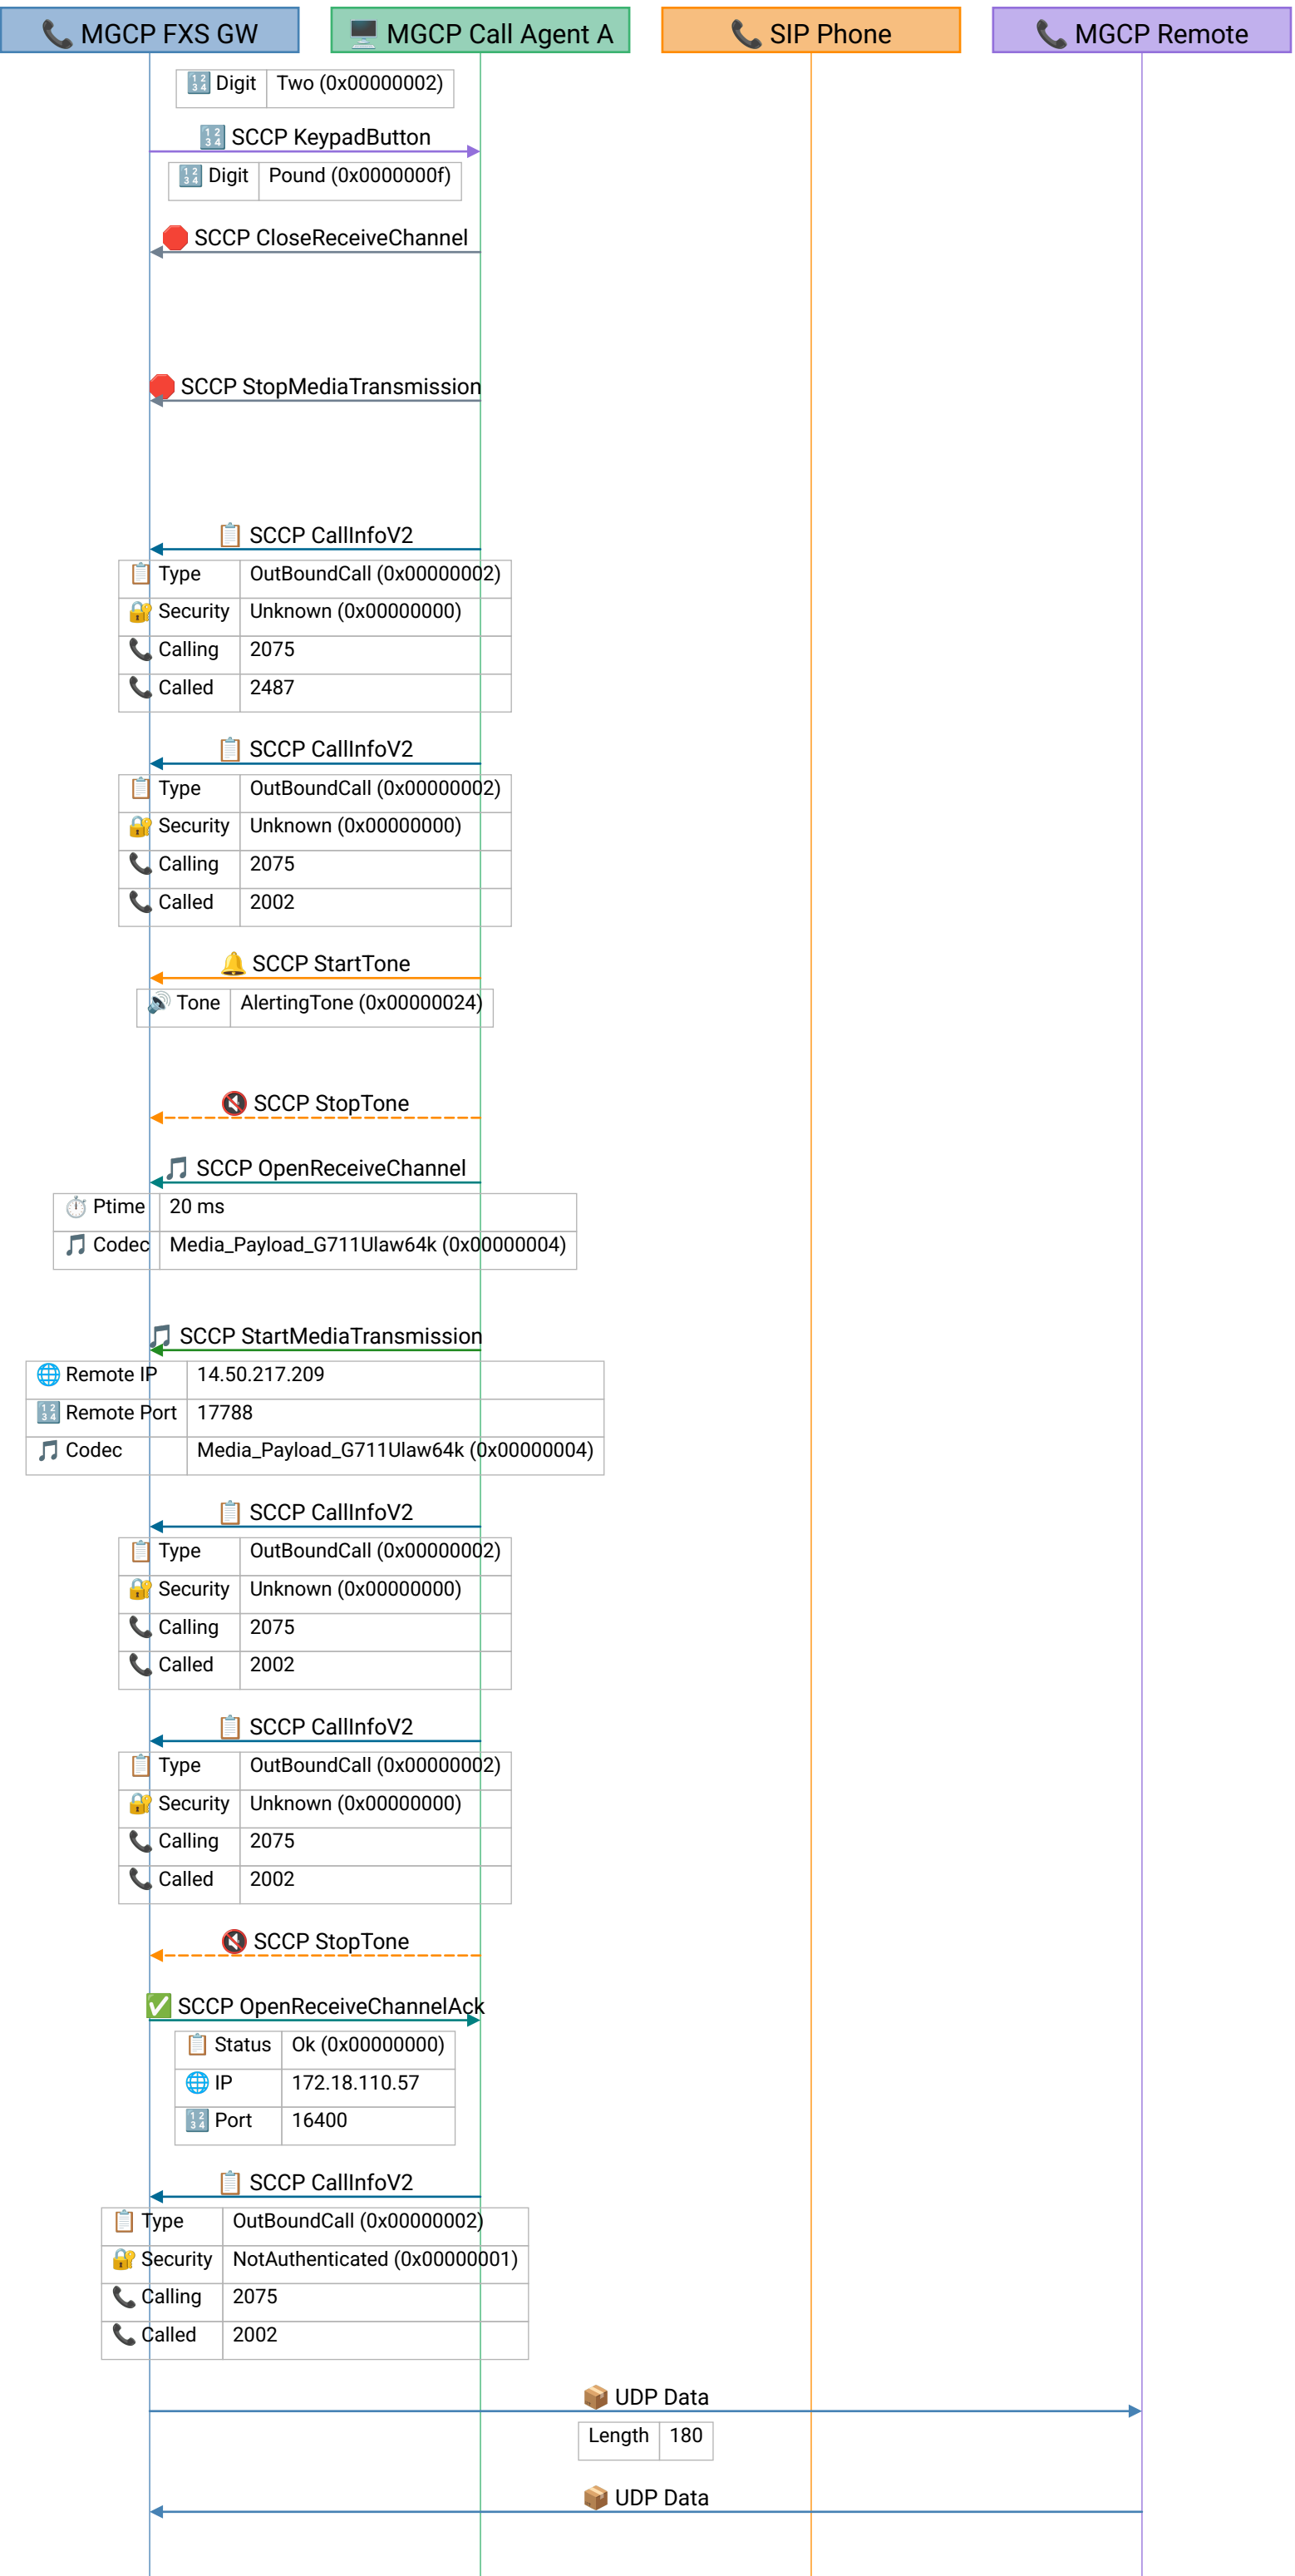 MGCP FXS GW
MGCP Call Agent A
SIP Phone
MGCP Remote
Digit Two (0x00000002)
SCCP KeypadButton
Digit Pound (0x0000000f)
SCCP CloseReceiveChannel
SCCP StopMediaTransmission
SCCP CallInfoV2
Type OutBoundCall (0x00000002)
Security Unknown (0x00000000)
Calling 2075
Called 2487
SCCP CallInfoV2
Type OutBoundCall (0x00000002)
Security Unknown (0x00000000)
Calling 2075
Called 2002
SCCP StartTone
Tone AlertingTone (0x00000024)
SCCP StopTone
SCCP OpenReceiveChannel
Ptime 20 ms
Codec Media_Payload_G711Ulaw64k (0x00000004)
SCCP StartMediaTransmission
Remote IP 14.50.217.209
Remote Port 17788
Codec Media_Payload_G711Ulaw64k (0x00000004)
SCCP CallInfoV2
Type OutBoundCall (0x00000002)
Security Unknown (0x00000000)
Calling 2075
Called 2002
SCCP CallInfoV2
Type OutBoundCall (0x00000002)
Security Unknown (0x00000000)
Calling 2075
Called 2002
SCCP StopTone
SCCP OpenReceiveChannelAck
Status Ok (0x00000000)
IP 172.18.110.57
Port 16400
SCCP CallInfoV2
Type OutBoundCall (0x00000002)
Security NotAuthenticated (0x00000001)
Calling 2075
Called 2002
UDP Data
Length 180
UDP Data